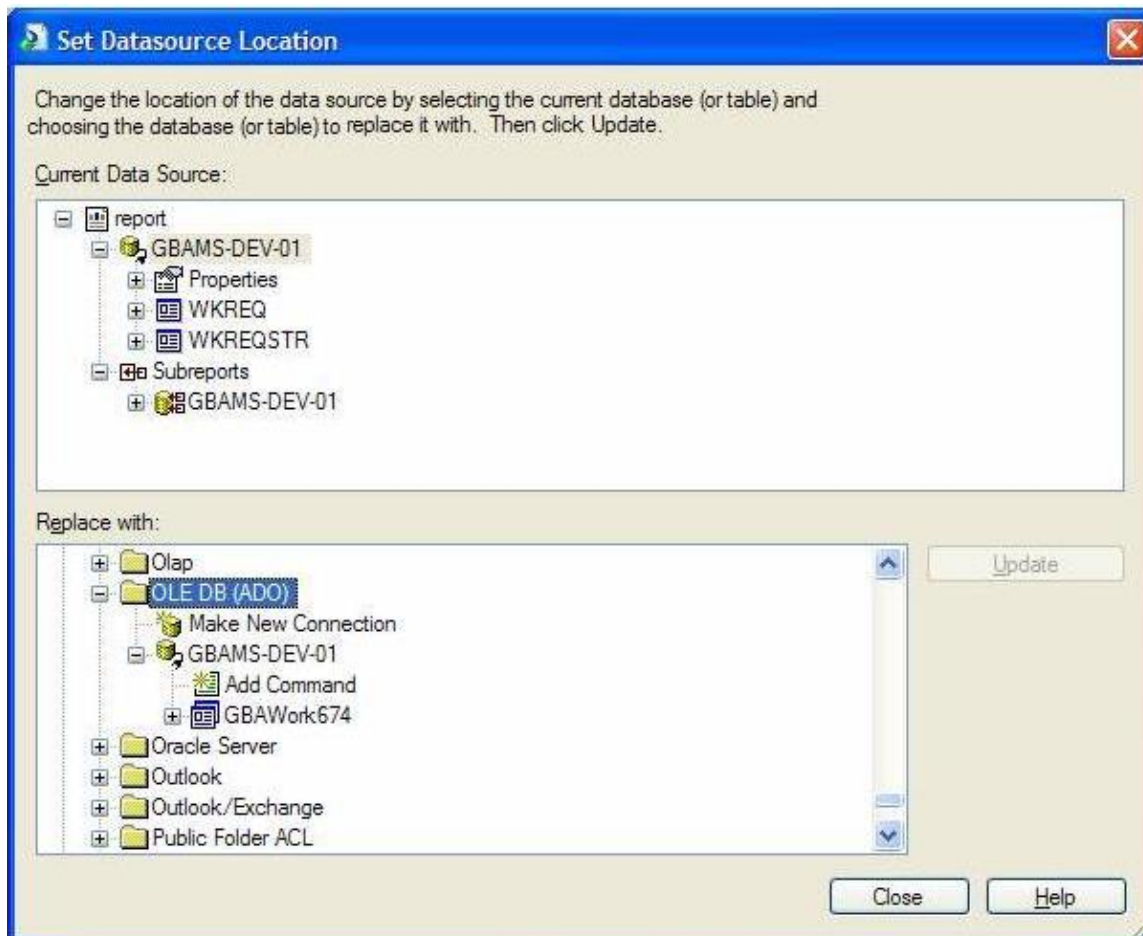 Set Datasource Location
Change the location of the data source by selecting the current database (or table) and
choosing the database (or table) to replace it with. Then click Update.
Current Data Source:
report
GBAMS-DEV-01
Properties
WKREQ
WKREQSTR
Subreports
GBAMS-DEV-01
Replace with:
Olap
OLE DB (ADO)
Make New Connection
GBAMS-DEV-01
Add Command
GBAWork674
Oracle Server
Outlook
Outlook/Exchange
Public Folder ACL
Update
Close
Help